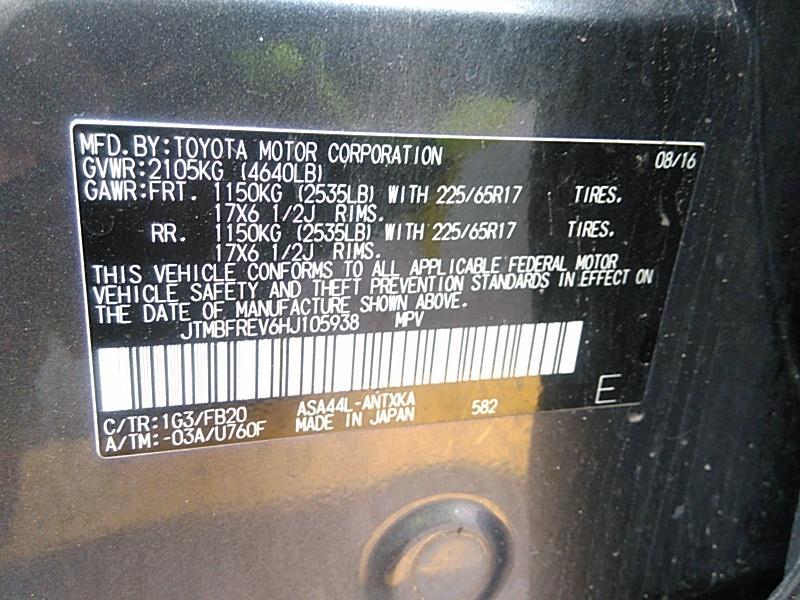 MFD.BY:TOYOTA MOTOR CORPORATION 08/16
GVWR:2105KG (4640LB)
GAWR:FRT. 1150KG (2535LB) WITH 225/65R17 TIRES.
17X6 1/2J RIMS.
RR. 1150KG (2535LB) WITH 225/65R17 TIRES.
17X6 1/2J RIMS.
THIS VEHICLE CONFORMS TO ALL APPLICABLE FEDERAL MOTOR
VEHICLE SAFETY AND THEFT PREVENTION STANDARDS IN EFFECT ON
THE DATE OF MANUFACTURE SHOWN ABOVE.
JTMBFREV6HJ105938 MPV
E
C/TR:1G3/FB20 ASA44L-ANTXKA 582
A/TM:-03A/U760F MADE IN JAPAN